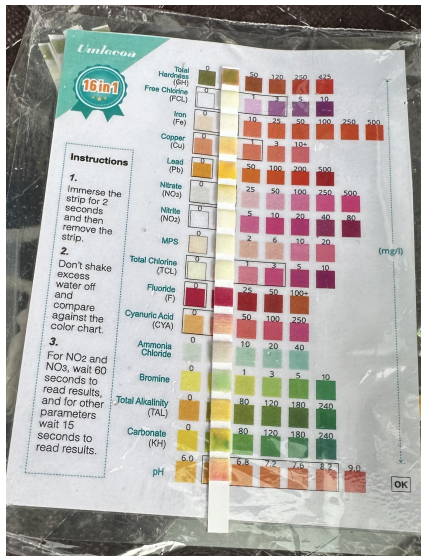 Umlecoa
16 in 1
Total Hardness (GH) 0 50 120 250 425
Free Chlorine (FCL) 0 5 10
Iron (Fe) 0 10 25 50 100 250 500
Copper (Cu) 0 1 3 10+
Lead (Pb) 0 50 100 200 500
Nitrate (NO₃) 0 25 50 100 250 500
Nitrite (NO₂) 0 5 10 20 40 80
MPS 0 2 6 10 20
Total Chlorine (TCL) 0 1 3 5 10
Fluoride (F) 0 25 50 100+
Cyanuric Acid (CYA) 0 50 100 250
Ammonia Chloride 0 10 20 40
Bromine 0 1 3 5 10
Total Alkalinity (TAL) 0 80 120 180 240
Carbonate (KH) 0 80 120 180 240
pH 6.0 6.8 7.2 7.6 8.2 9.0
(mg/l)
OK
Instructions
1.
Immerse the
strip for 2
seconds
and then
remove the
strip.
2.
Don't shake
excess
water off
and
compare
against the
color chart.
3.
For NO2 and
NO3, wait 60
seconds to
read results,
and for other
parameters
wait 15
seconds to
read results.